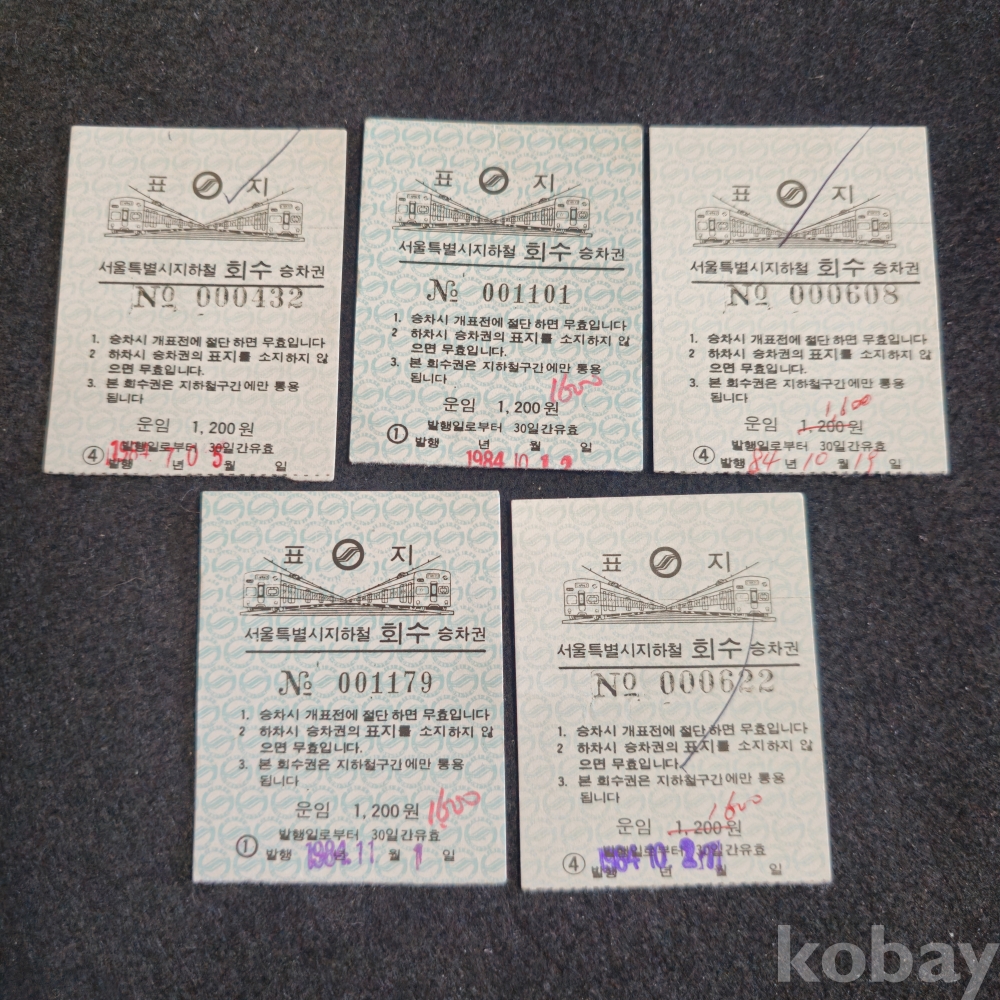 표 지
서울특별시지하철 회수 승차권
No 000432
1. 승차시 개표전에 절단 하면 무효입니다
2 하차시 승차권의 표지를 소지하지 않
으면 무효입니다.
3. 본 회수권은 지하철구간에만 통용
됩니다
운임 1,200원
발행일로부터 30일간유효
④ 발행 년 월 일
표 지
서울특별시지하철 회수 승차권
No 001101
1. 승차시 개표전에 절단 하면 무효입니다
2 하차시 승차권의 표지를 소지하지 않
으면 무효입니다.
3. 본 회수권은 지하철구간에만 통용
됩니다
1600
운임 1,200원
발행일로부터 30일간유효
① 발행 년 월 일
1984.10.12
표 지
서울특별시지하철 회수 승차권
No 000608
1. 승차시 개표전에 절단 하면 무효입니다
2 하차시 승차권의 표지를 소지하지 않
으면 무효입니다.
3. 본 회수권은 지하철구간에만 통용
됩니다
1,600
운임 1,200원
발행일로부터 30일간유효
④ 발행 84년 10월 19일
표 지
서울특별시지하철 회수 승차권
No 001179
1. 승차시 개표전에 절단 하면 무효입니다
2 하차시 승차권의 표지를 소지하지 않
으면 무효입니다.
3. 본 회수권은 지하철구간에만 통용
됩니다
운임 1,200원 1600
발행일로부터 30일간유효
① 발행 1984.11월 1일
표 지
서울특별시지하철 회수 승차권
No 000622
1. 승차시 개표전에 절단 하면 무효입니다
2 하차시 승차권의 표지를 소지하지 않
으면 무효입니다.
3. 본 회수권은 지하철구간에만 통용
됩니다
1600
운임 1,200원
발행일로부터 30일간유효
④ 발행 1984.10 년 월 일
kobay